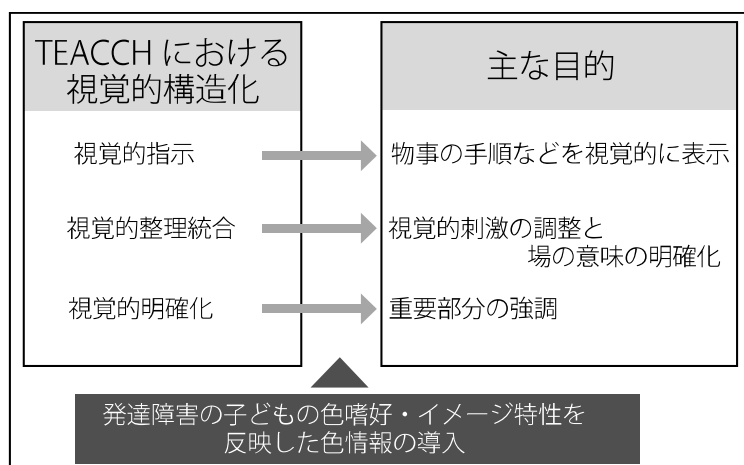 TEACCHにおける
視覚的構造化
主な目的
視覚的指示
物事の手順などを視覚的に表示
視覚的整理統合
視覚的刺激の調整と
場の意味の明確化
視覚的明確化
重要部分の強調
発達障害の子どもの色嗜好・イメージ特性を
反映した色情報の導入